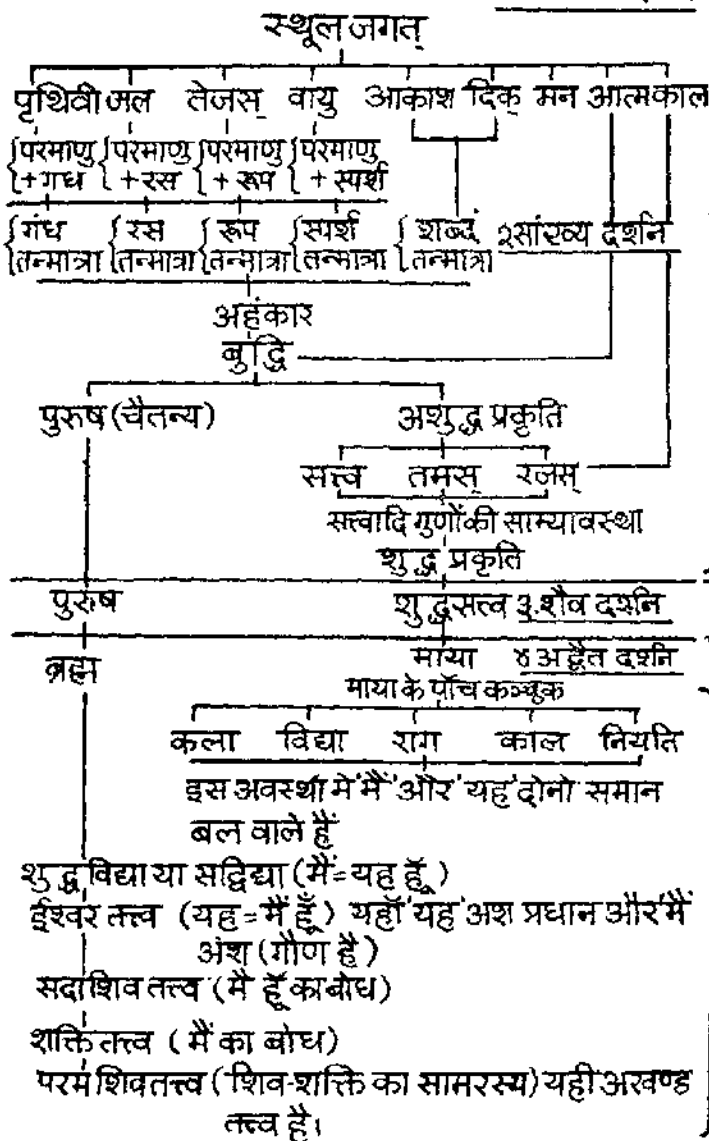 स्थूल जगत्
पृथिवी जल तेजस् वायु आकाश दिक् मन आत्म काल
{परमाणु {परमाणु {परमाणु {परमाणु
+गध +रस +रूप +स्पर्श
{गंध {रस {रूप {स्पर्श {शब्द २सांख्य दर्शन
तन्मात्रा तन्मात्रा तन्मात्रा तन्मात्रा तन्मात्रा
अहंकार
बुद्धि
पुरुष (चैतन्य) अशुद्ध प्रकृति
सत्त्व तमस् रजस्
सत्त्वादि गुणों की साम्यावस्था
शुद्ध प्रकृति
पुरुष शुद्धसत्त्व ३.शैव दर्शन
ब्रह्म माया ४ अद्वैत दर्शन
माया के पाँच कञ्चुक
कला विद्या राग काल नियति
इस अवस्था मे 'मैं' और 'यह' दोनो समान
बल वाले हैं
शुद्ध विद्या या सद्विद्या (मैं=यह हूँ)
ईश्वर तत्त्व (यह=मैं हूँ) यहाँ 'यह' अश प्रधान और 'मैं'
अंश (गौण है)
सदाशिव तत्त्व (मै हूँ का बोध)
शक्ति तत्त्व (मैं का बोध)
परम शिवतत्त्व (शिव-शक्ति का सामरस्य) यही अखण्ड
तत्त्व है।